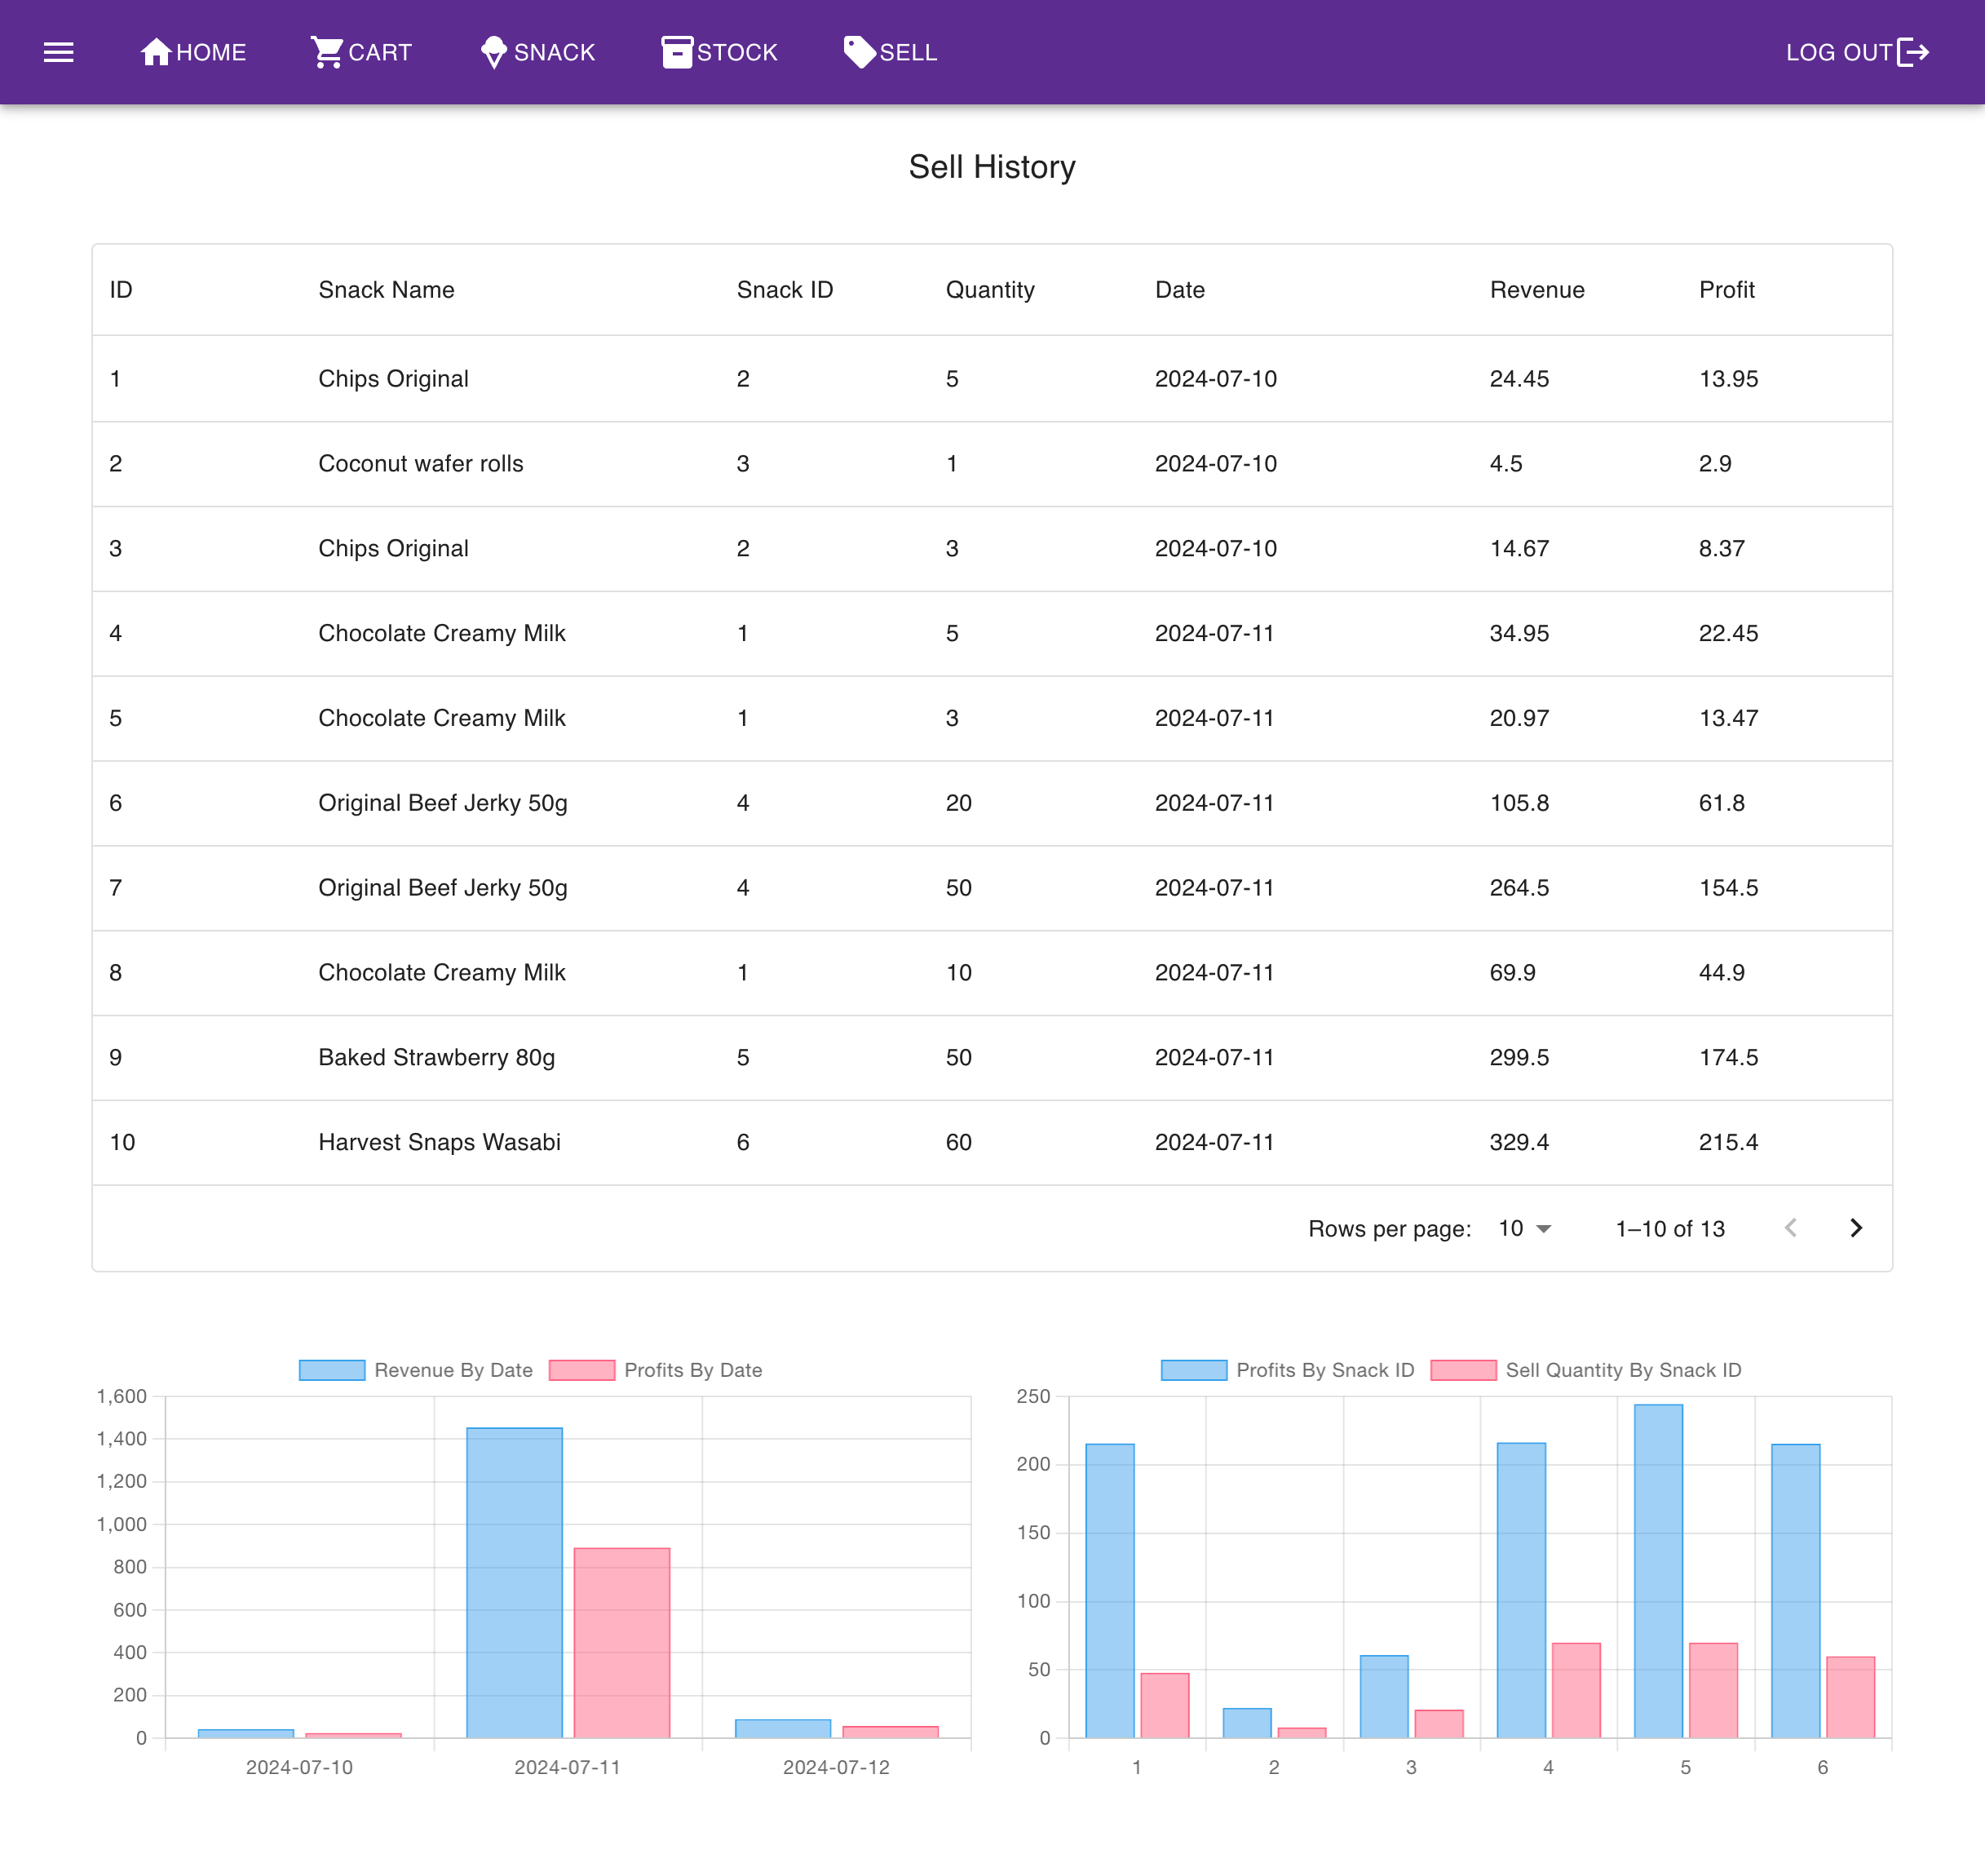 HOME CART SNACK STOCK SELL LOG OUT
Sell History
ID Snack Name Snack ID Quantity Date Revenue Profit
1 Chips Original 2 5 2024-07-10 24.45 13.95
2 Coconut wafer rolls 3 1 2024-07-10 4.5 2.9
3 Chips Original 2 3 2024-07-10 14.67 8.37
4 Chocolate Creamy Milk 1 5 2024-07-11 34.95 22.45
5 Chocolate Creamy Milk 1 3 2024-07-11 20.97 13.47
6 Original Beef Jerky 50g 4 20 2024-07-11 105.8 61.8
7 Original Beef Jerky 50g 4 50 2024-07-11 264.5 154.5
8 Chocolate Creamy Milk 1 10 2024-07-11 69.9 44.9
9 Baked Strawberry 80g 5 50 2024-07-11 299.5 174.5
10 Harvest Snaps Wasabi 6 60 2024-07-11 329.4 215.4
Rows per page: 10 1–10 of 13
Revenue By Date Profits By Date
1,600
1,400
1,200
1,000
800
600
400
200
0
2024-07-10 2024-07-11 2024-07-12
Profits By Snack ID Sell Quantity By Snack ID
250
200
150
100
50
0
1 2 3 4 5 6